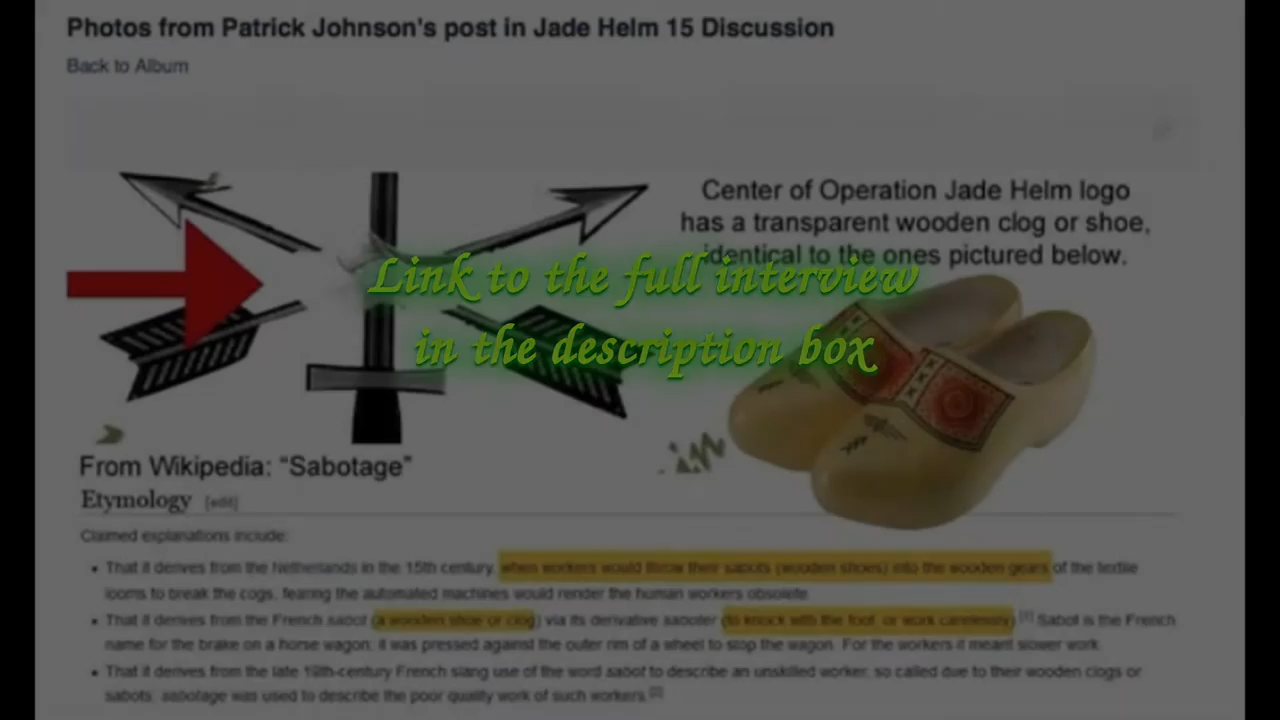 Photos from Patrick Johnson's post in Jade Helm 15 Discussion
Back to Album
Center of Operation Jade Helm logo
has a transparent wooden clog or shoe,
identical to the ones pictured below.
Link to the full interview
in the description box
From Wikipedia: “Sabotage”
Etymology [edit]
Claimed explanations include:
• That it derives from the Netherlands in the 15th century, when workers would throw their sabots (wooden shoes) into the wooden gears of the textile
looms to break the cogs, fearing the automated machines would render the human workers obsolete.
• That it derives from the French sabot (a wooden shoe or clog) via its derivative saboter (to knock with the foot, or work carelessly).[1] Sabot is the French
name for the brake on a horse wagon; it was pressed against the outer rim of a wheel to stop the wagon. For the workers it meant slower work.
• That it derives from the late 19th-century French slang use of the word sabot to describe an unskilled worker, so called due to their wooden clogs or
sabots; sabotage was used to describe the poor quality work of such workers.[2]